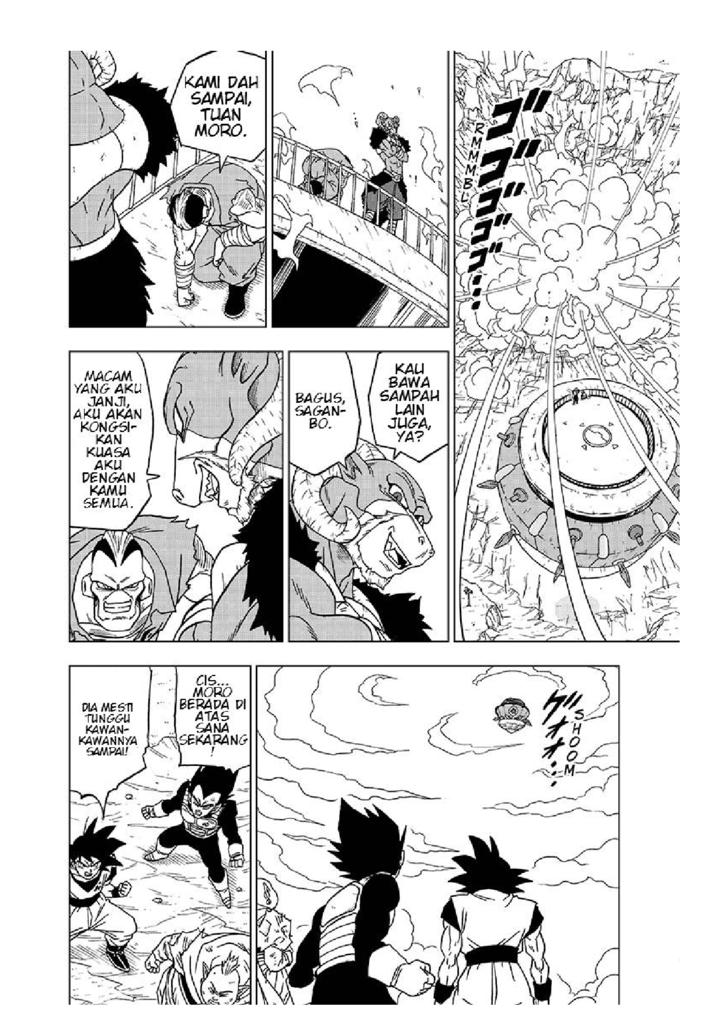 ゴゴゴゴゴ…
RMMMBL
KAMI DAH
SAMPAI,
TUAN
MORO.
KAU
BAWA
SAMPAH
LAIN
JUGA,
YA?
BAGUS,
SAGAN-
BO.
MACAM
YANG AKU
JANJI,
AKU AKAN
KONGSI-
KAN
KUASA
AKU
DENGAN
KAMU
SEMUA.
グオォ…
SHOOM
CIS...
MORO
BERADA DI
ATAS
SANA
SEKARANG
!
DIA MESTI
TUNGGU
KAWAN-
KAWANNYA
SAMPAI!